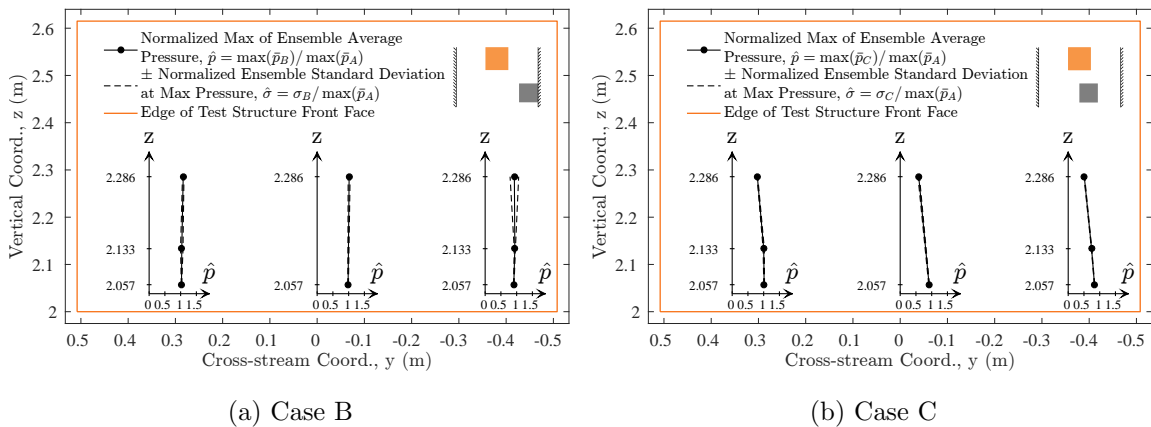 2.6
2.5
2.4
2.3
2.2
2.1
2
Vertical Coord., z (m)
Normalized Max of Ensemble Average
Pressure, p̂ = max(p̄_B)/max(p̄_A)
± Normalized Ensemble Standard Deviation
at Max Pressure, σ̂ = σ_B/max(p̄_A)
Edge of Test Structure Front Face
z
2.286
2.133
2.057
0 0.5 1 1.5
p̂
z
2.286
2.133
2.057
0 0.5 1 1.5
p̂
z
2.286
2.133
2.057
0 0.5 1 1.5
p̂
0.5 0.4 0.3 0.2 0.1 0 -0.1 -0.2 -0.3 -0.4 -0.5
Cross-stream Coord., y (m)
(a) Case B
2.6
2.5
2.4
2.3
2.2
2.1
2
Vertical Coord., z (m)
Normalized Max of Ensemble Average
Pressure, p̂ = max(p̄_C)/max(p̄_A)
± Normalized Ensemble Standard Deviation
at Max Pressure, σ̂ = σ_C/max(p̄_A)
Edge of Test Structure Front Face
z
2.286
2.133
2.057
0 0.5 1 1.5
p̂
z
2.286
2.133
2.057
0 0.5 1 1.5
p̂
z
2.286
2.133
2.057
0 0.5 1 1.5
p̂
0.5 0.4 0.3 0.2 0.1 0 -0.1 -0.2 -0.3 -0.4 -0.5
Cross-stream Coord., y (m)
(b) Case C